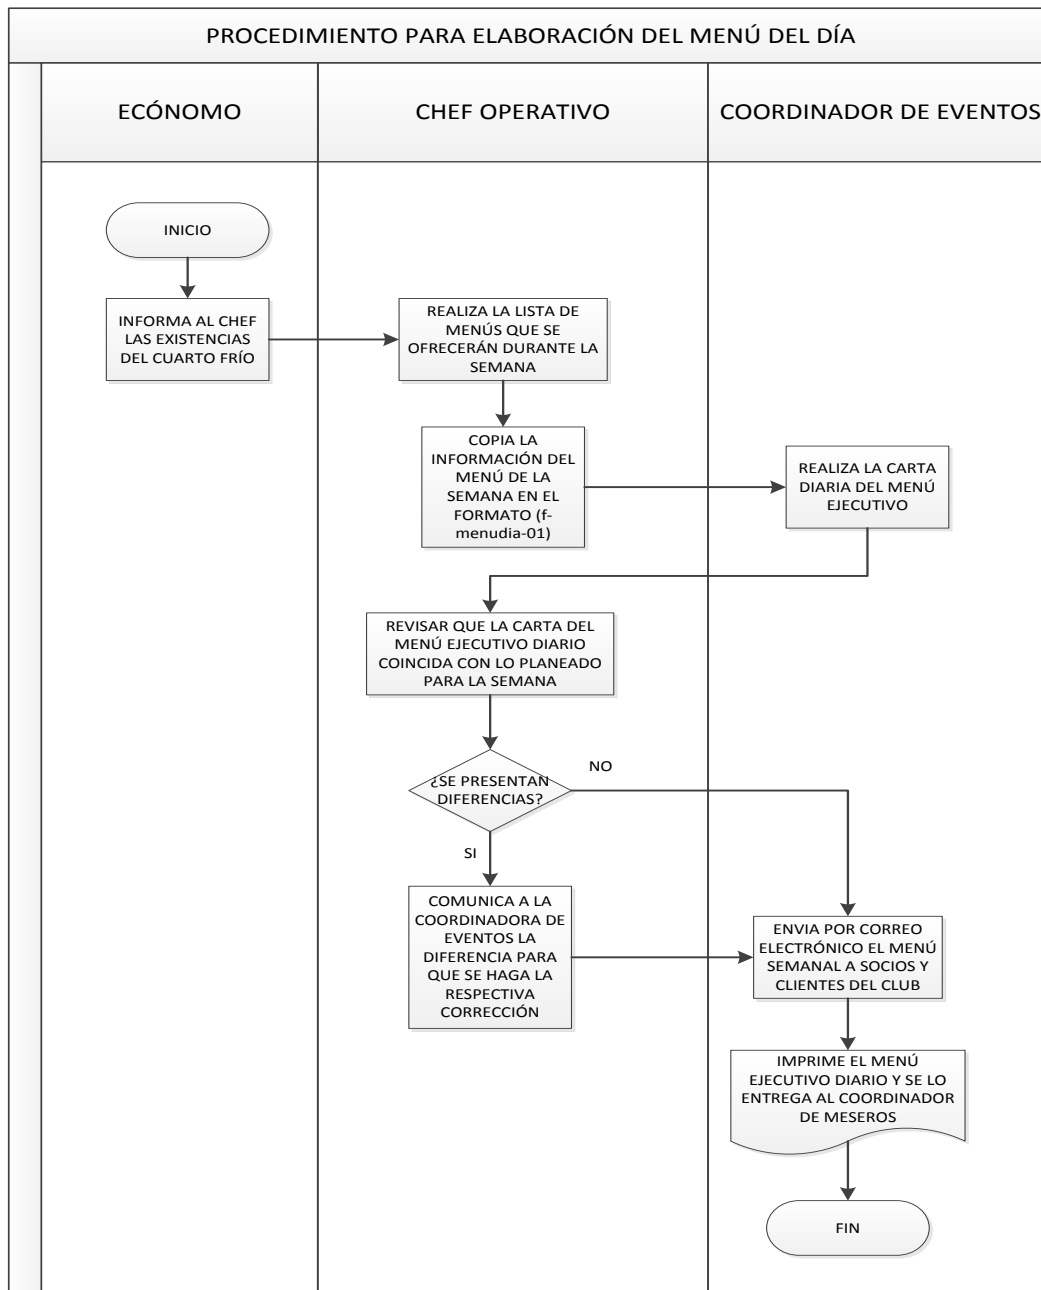 PROCEDIMIENTO PARA ELABORACIÓN DEL MENÚ DEL DÍA
ECÓNOMO
CHEF OPERATIVO
COORDINADOR DE EVENTOS
INICIO
INFORMA AL CHEF
LAS EXISTENCIAS
DEL CUARTO FRÍO
REALIZA LA LISTA DE
MENÚS QUE SE
OFRECERÁN DURANTE LA
SEMANA
COPIA LA
INFORMACIÓN DEL
MENÚ DE LA
SEMANA EN EL
FORMATO (f-
menudia-01)
REALIZA LA CARTA
DIARIA DEL MENÚ
EJECUTIVO
REVISAR QUE LA CARTA DEL
MENÚ EJECUTIVO DIARIO
COINCIDA CON LO PLANEADO
PARA LA SEMANA
¿SE PRESENTAN
DIFERENCIAS?
NO
SI
COMUNICA A LA
COORDINADORA DE
EVENTOS LA
DIFERENCIA PARA
QUE SE HAGA LA
RESPECTIVA
CORRECCIÓN
ENVIA POR CORREO
ELECTRÓNICO EL MENÚ
SEMANAL A SOCIOS Y
CLIENTES DEL CLUB
IMPRIME EL MENÚ
EJECUTIVO DIARIO Y SE LO
ENTREGA AL COORDINADOR
DE MESEROS
FIN